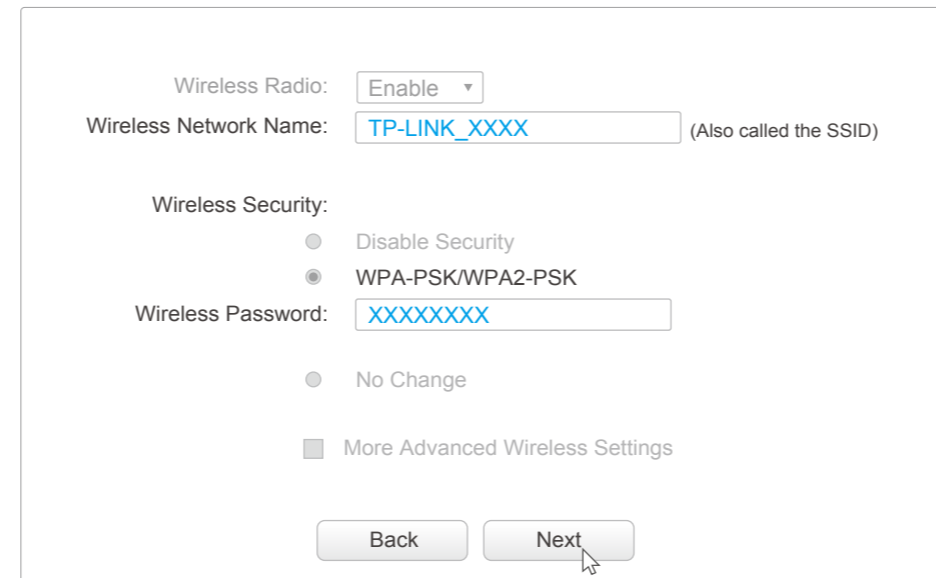 Wireless Radio: Enable
Wireless Network Name: TP-LINK_XXXX (Also called the SSID)
Wireless Security:
Disable Security
WPA-PSK/WPA2-PSK
Wireless Password: XXXXXXXX
No Change
More Advanced Wireless Settings
Back Next